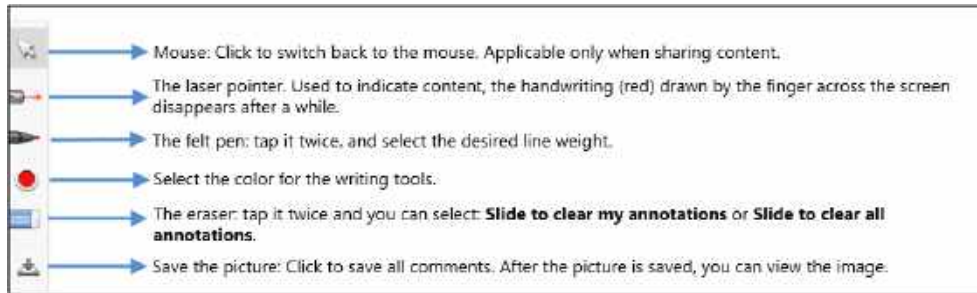 Mouse: Click to switch back to the mouse. Applicable only when sharing content.
The laser pointer. Used to indicate content, the handwriting (red) drawn by the finger across the screen
disappears after a while.
The felt pen: tap it twice, and select the desired line weight.
Select the color for the writing tools.
The eraser: tap it twice and you can select: Slide to clear my annotations or Slide to clear all
annotations.
Save the picture: Click to save all comments. After the picture is saved, you can view the image.